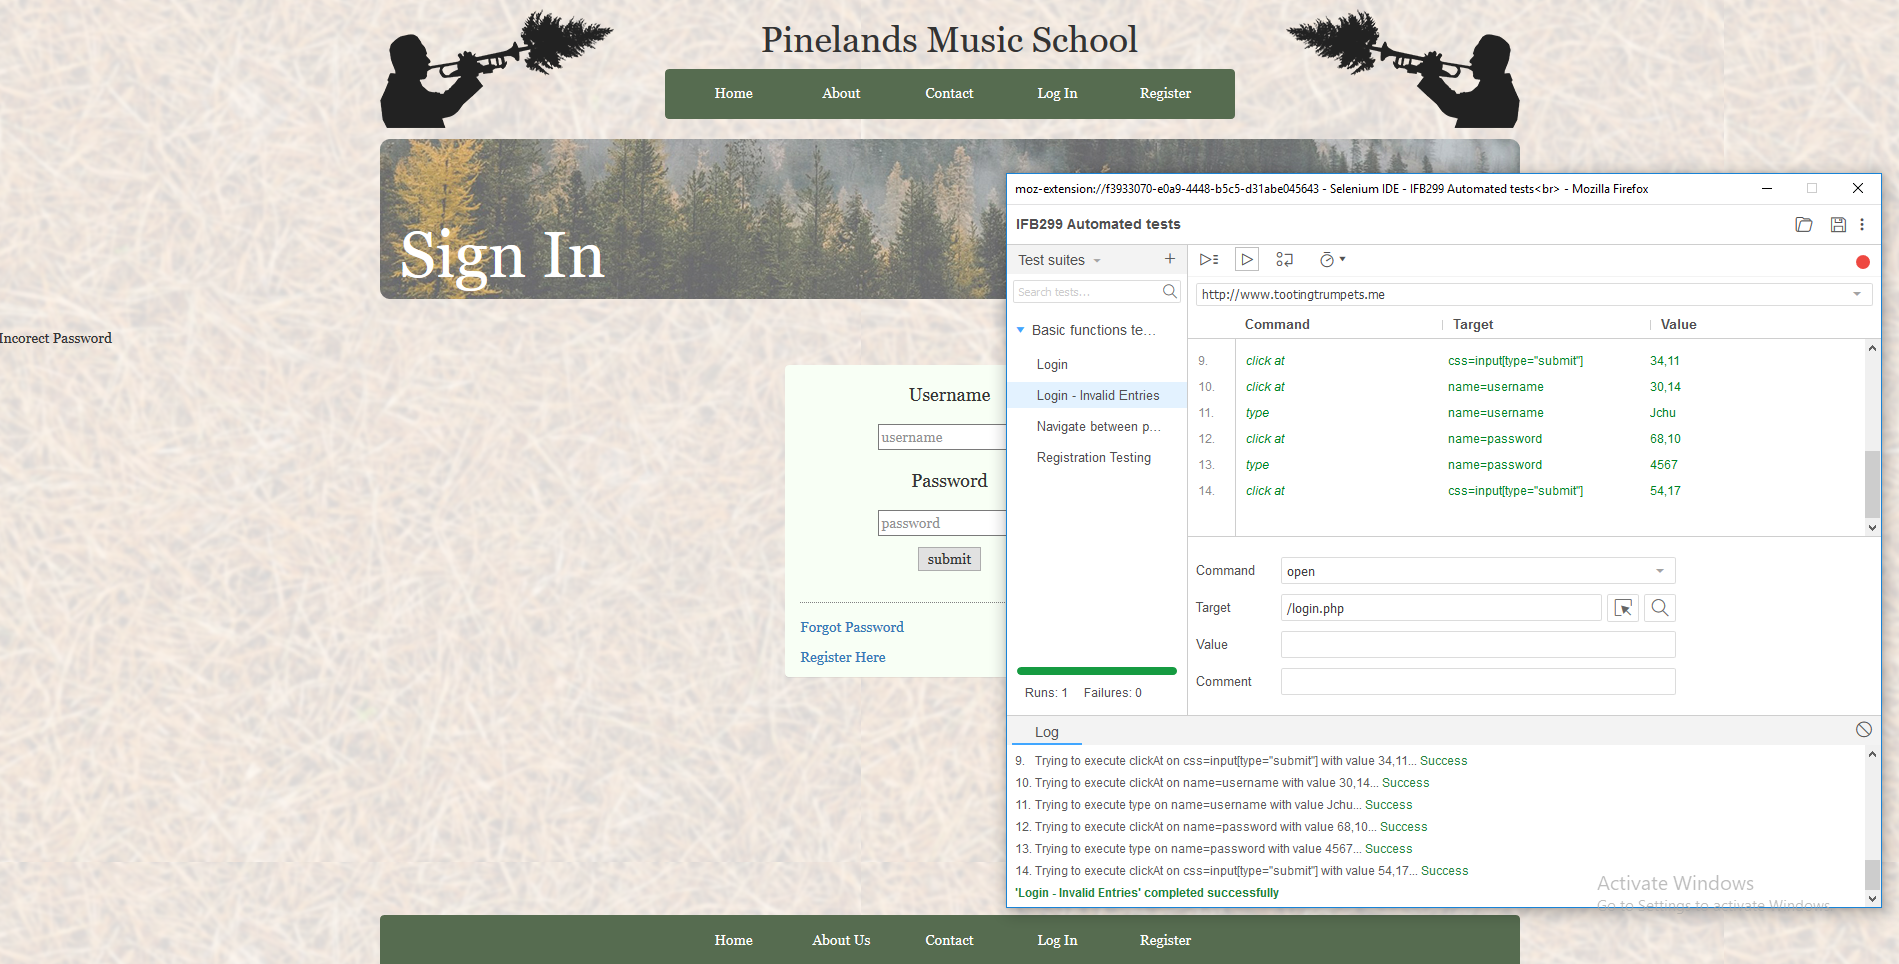 Pinelands Music School
Home About Contact Log In Register
Sign In
Incorect Password
Username
username
Password
password
submit
Forgot Password
Register Here
moz-extension://f3933070-e0a9-4448-b5c5-d31abe045643 - Selenium IDE - IFB299 Automated tests<br> - Mozilla Firefox
IFB299 Automated tests
Test suites
Search tests...
Basic functions te...
Login
Login - Invalid Entries
Navigate between p...
Registration Testing
Runs: 1 Failures: 0
http://www.tootingtrumpets.me
Command Target Value
9. click at css=input[type="submit"] 34,11
10. click at name=username 30,14
11. type name=username Jchu
12. click at name=password 68,10
13. type name=password 4567
14. click at css=input[type="submit"] 54,17
Command open
Target /login.php
Value
Comment
Log
9. Trying to execute clickAt on css=input[type="submit"] with value 34,11... Success
10. Trying to execute clickAt on name=username with value 30,14... Success
11. Trying to execute type on name=username with value Jchu... Success
12. Trying to execute clickAt on name=password with value 68,10... Success
13. Trying to execute type on name=password with value 4567... Success
14. Trying to execute clickAt on css=input[type="submit"] with value 54,17... Success
'Login - Invalid Entries' completed successfully
Activate Windows
Go to Settings to activate Windows.
Home About Us Contact Log In Register